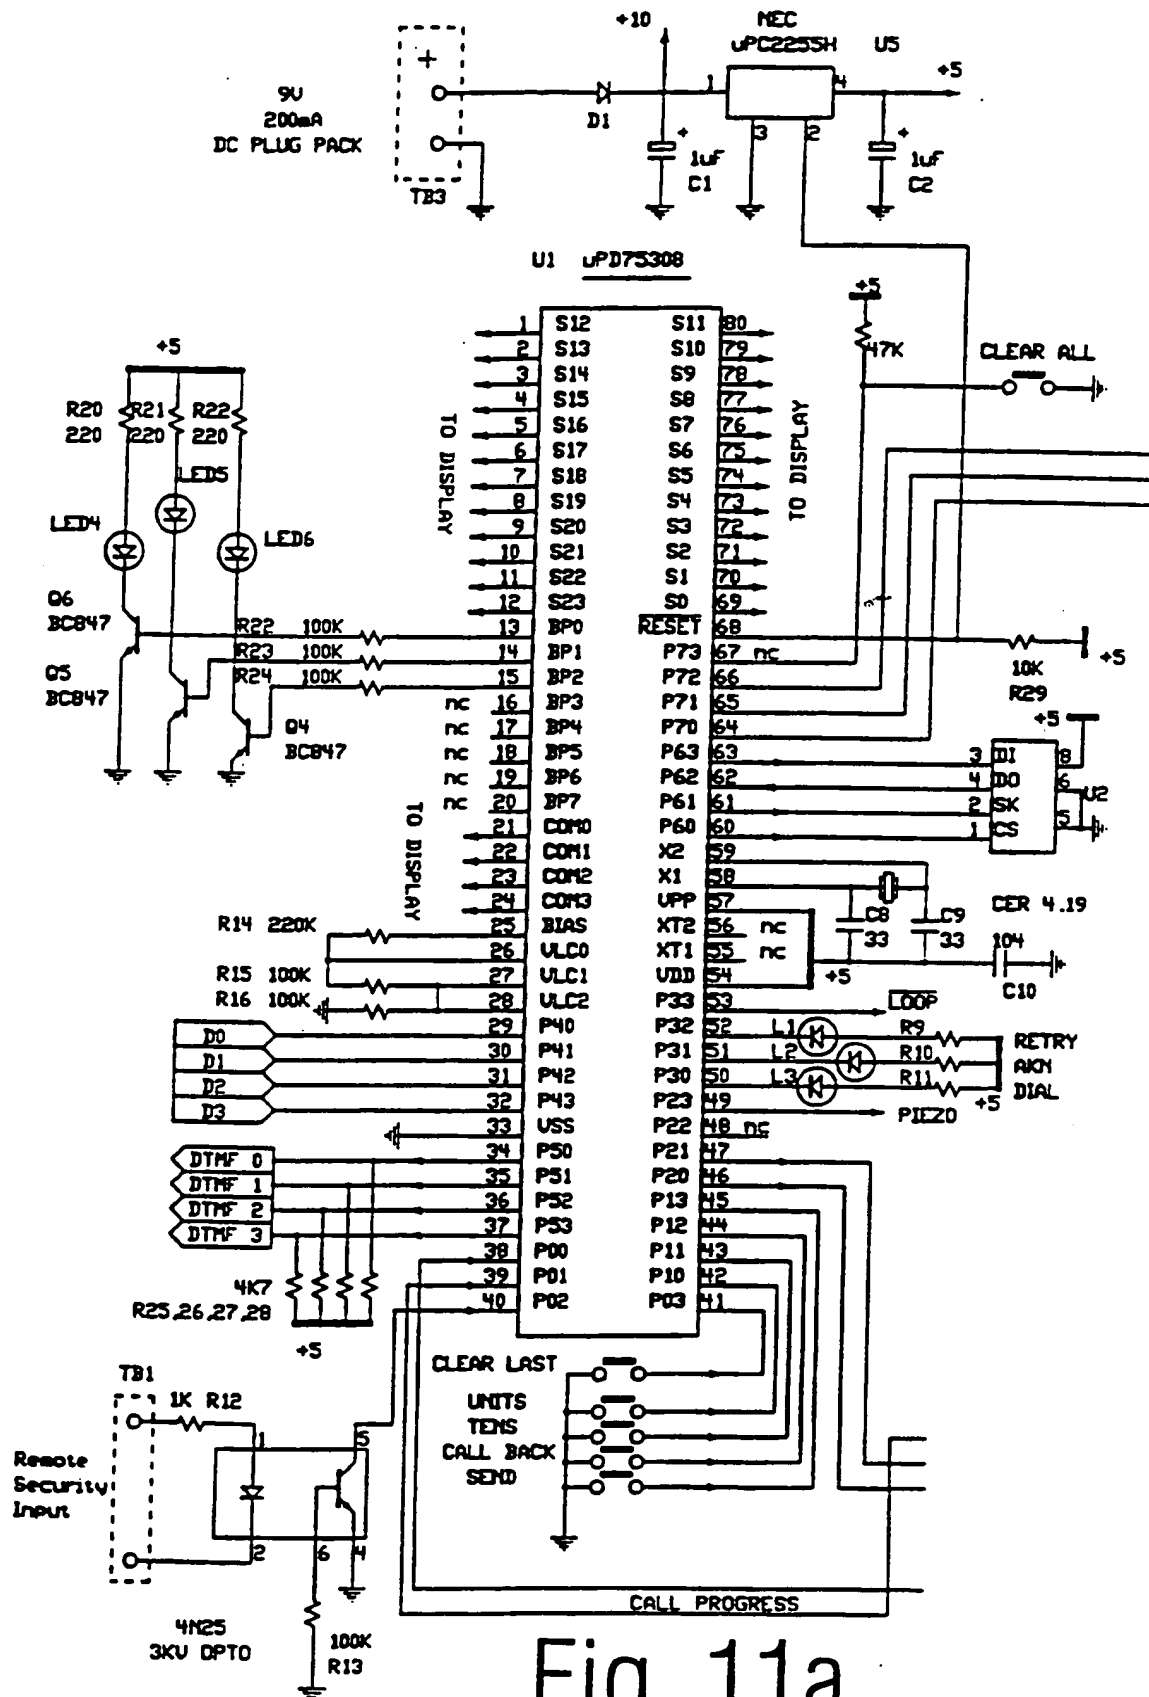 +10
NEC
uPC2255H U5
+5
9V
200mA
DC PLUG PACK
+
D1
1 4
3 2
+
1uF
C1
+
1uF
C2
TB3
U1 uPD75308
+5
47K
CLEAR ALL
+5
R20 R21 R22
220 220 220
LED5
LED4
LED6
Q6
BC847
Q5
BC847
Q4
BC847
R22 100K
R23 100K
R24 100K
TO DISPLAY
TO DISPLAY
TO DISPLAY
1 S12 S11 80
2 S13 S10 79
3 S14 S9 78
4 S15 S8 77
5 S16 S7 76
6 S17 S6 75
7 S18 S5 74
8 S19 S4 73
9 S20 S3 72
10 S21 S2 71
11 S22 S1 70
12 S23 S0 69
13 BP0 RESET 68
14 BP1 P73 67 nc
15 BP2 P72 66
nc 16 BP3 P71 65
nc 17 BP4 P70 64
nc 18 BP5 P63 63
nc 19 BP6 P62 62
nc 20 BP7 P61 61
21 COM0 P60 60
22 COM1 X2 59
23 COM2 X1 58
24 COM3 VPP 57
25 BIAS XT2 56 nc
26 VLC0 XT1 55 nc
27 VLC1 VDD 54
28 VLC2 P33 53
29 P40 P32 52
30 P41 P31 51
31 P42 P30 50
32 P43 P23 49
33 VSS P22 48 nc
34 P50 P21 47
35 P51 P20 46
36 P52 P13 45
37 P53 P12 44
38 P00 P11 43
39 P01 P10 42
40 P02 P03 41
10K
R29
+5
+5
3 DI 8
4 DO 6
2 SK
1 CS 5
U2
C8
33
C9
33
CER 4.19
104
C10
+5
LOOP
L1 R9 RETRY
L2 R10 AKN
L3 R11 DIAL
+5
PIEZO
R14 220K
R15 100K
R16 100K
D0
D1
D2
D3
DTMF 0
DTMF 1
DTMF 2
DTMF 3
4K7
R25,26,27,28
+5
CLEAR LAST
UNITS
TENS
CALL BACK
SEND
TB1
1K R12
1 5
Remote
Security
Input
2 6 4
4N25
3KV OPTO
100K
R13
CALL PROGRESS
Fig 11a